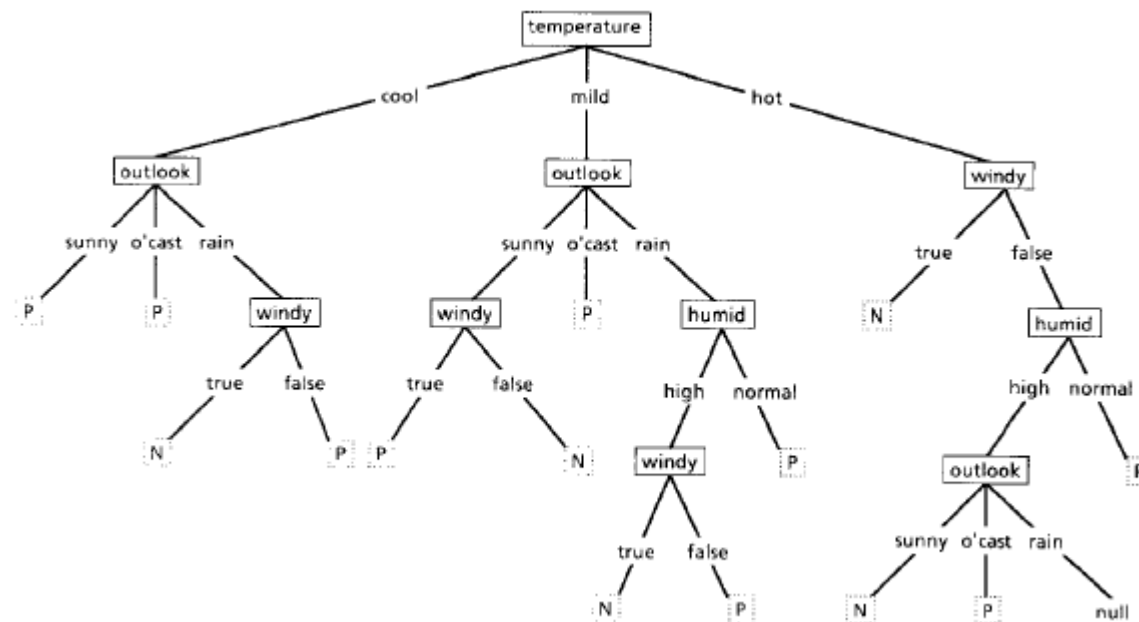 temperature
cool mild hot
outlook outlook windy
sunny o'cast rain sunny o'cast rain true false
P P windy windy P humid N humid
true false true false high normal high normal
N P P N windy P outlook P
true false sunny o'cast rain
N P N P null